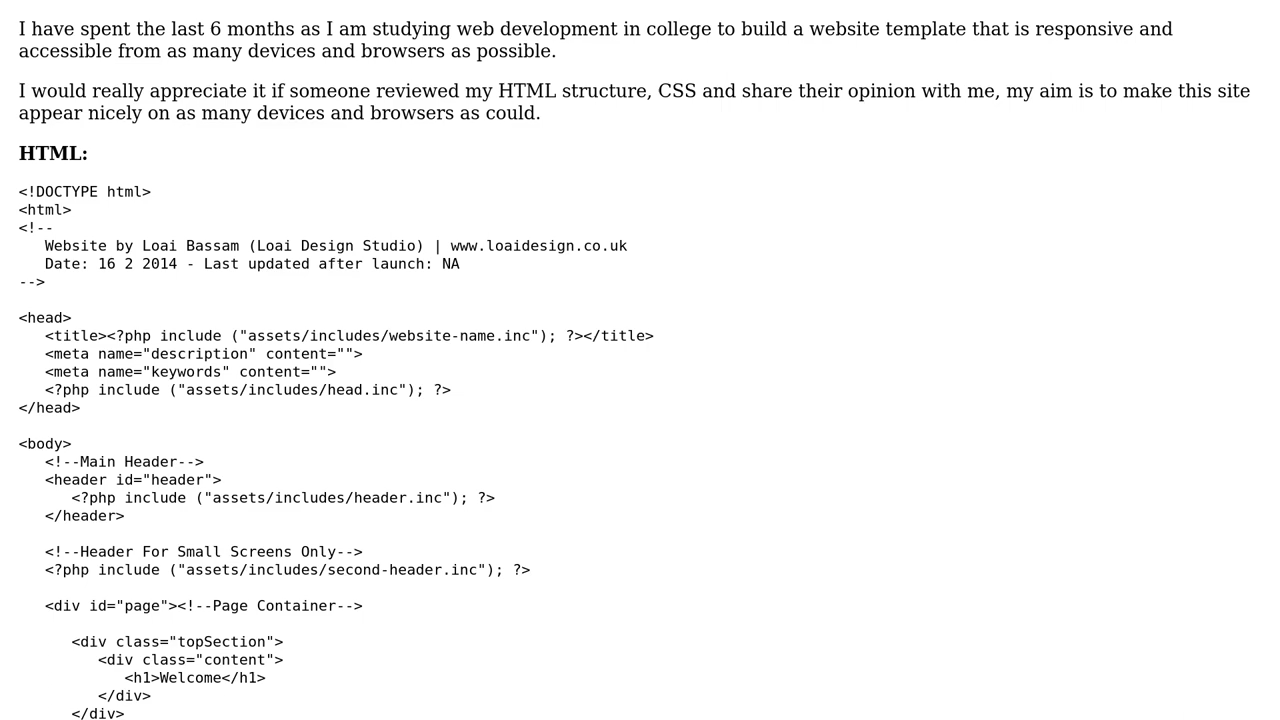 I have spent the last 6 months as I am studying web development in college to build a website template that is responsive and
accessible from as many devices and browsers as possible.
I would really appreciate it if someone reviewed my HTML structure, CSS and share their opinion with me, my aim is to make this site
appear nicely on as many devices and browsers as could.
HTML:
<!DOCTYPE html>
<html>
<!--
   Website by Loai Bassam (Loai Design Studio) | www.loaidesign.co.uk
   Date: 16 2 2014 - Last updated after launch: NA
-->
<head>
   <title><?php include ("assets/includes/website-name.inc"); ?></title>
   <meta name="description" content="">
   <meta name="keywords" content="">
   <?php include ("assets/includes/head.inc"); ?>
</head>
<body>
   <!--Main Header-->
   <header id="header">
      <?php include ("assets/includes/header.inc"); ?>
   </header>
   <!--Header For Small Screens Only-->
   <?php include ("assets/includes/second-header.inc"); ?>
   <div id="page"><!--Page Container-->
      <div class="topSection">
         <div class="content">
            <h1>Welcome</h1>
         </div>
      </div>